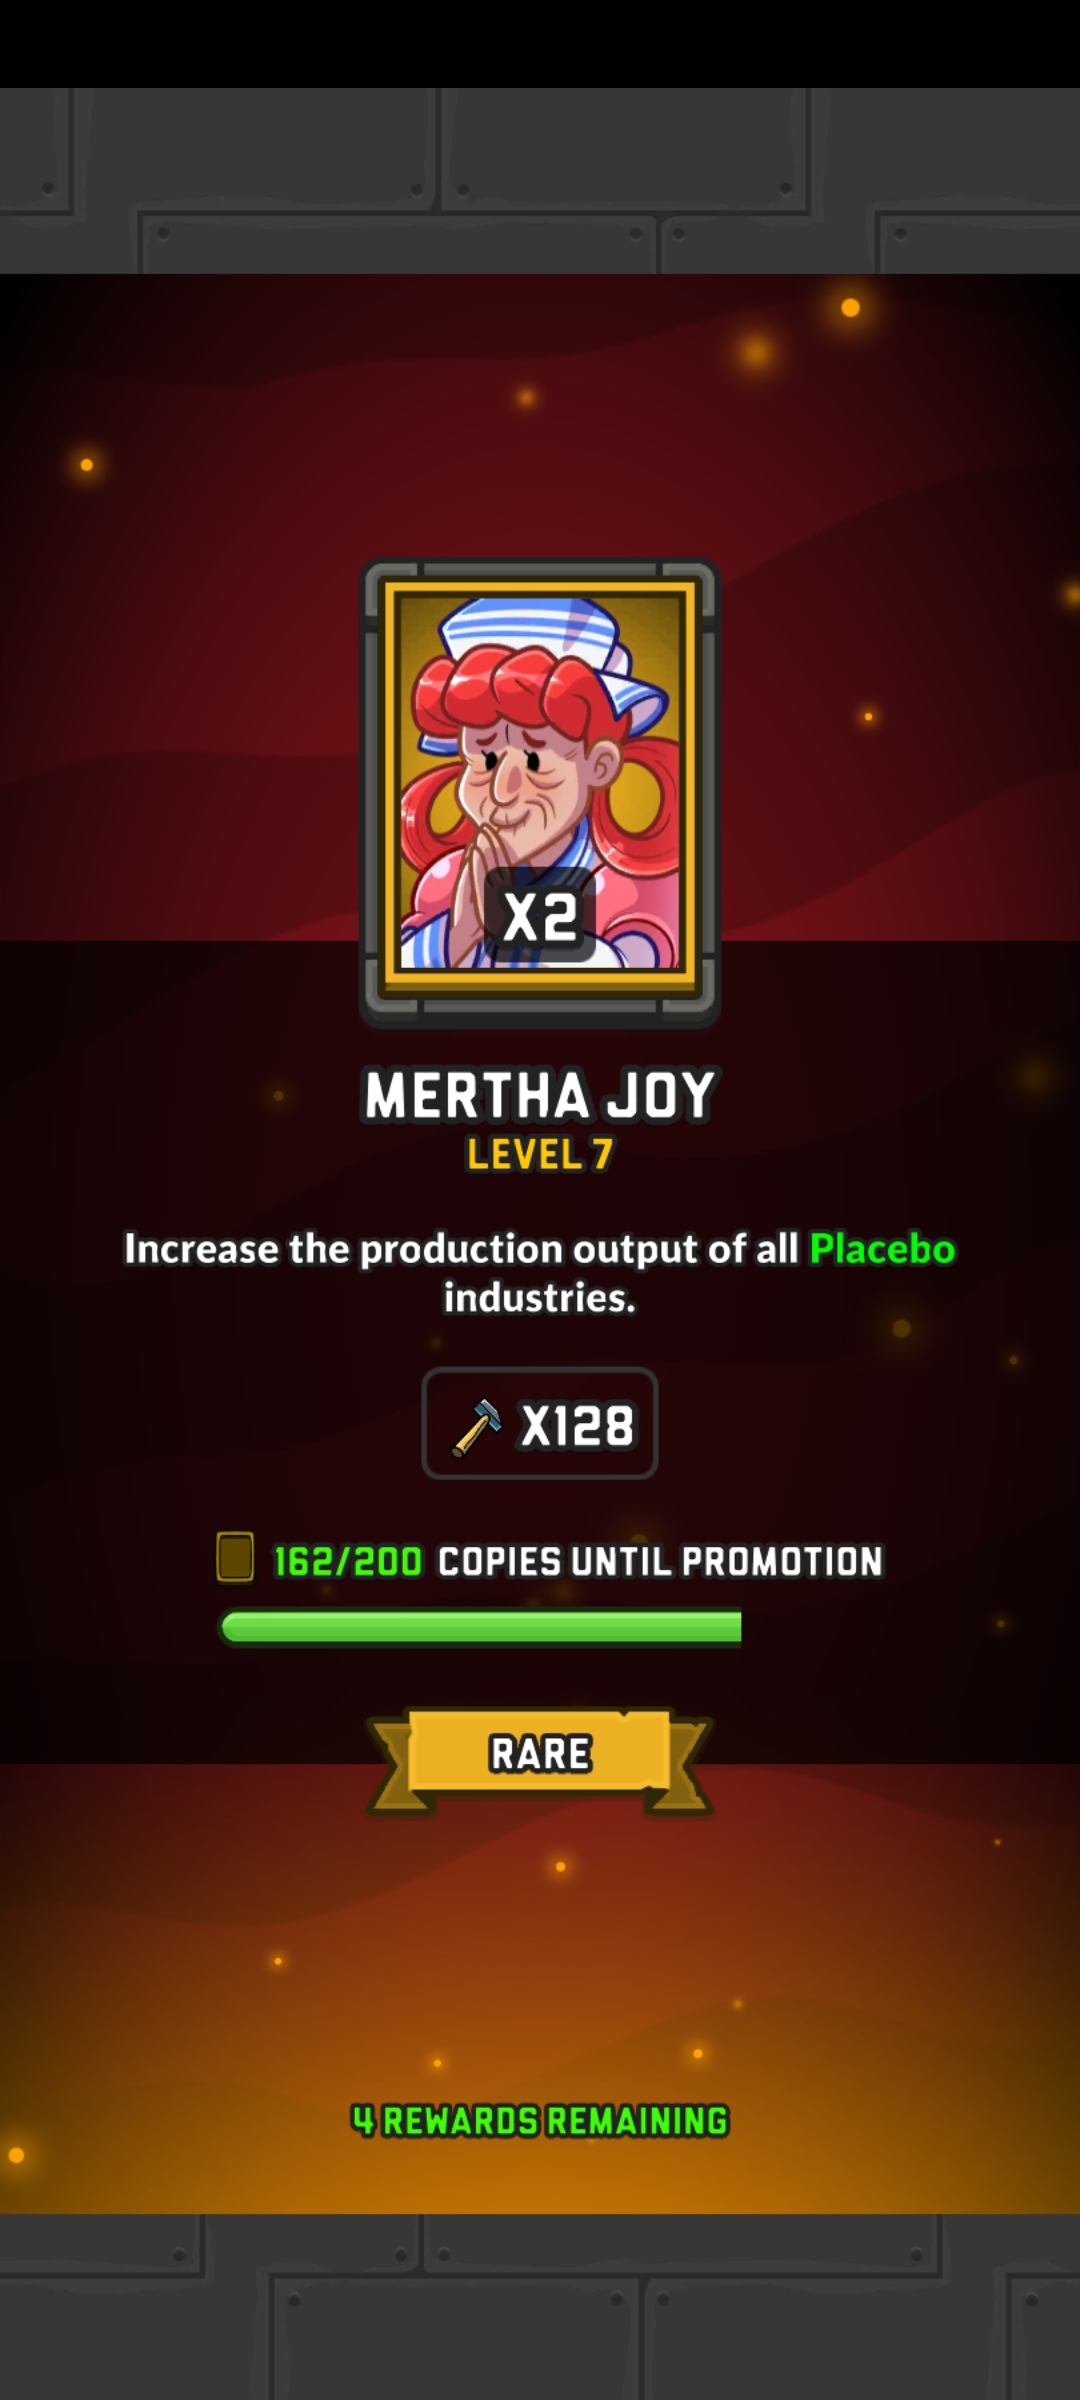 X2
MERTHA JOY
LEVEL 7
Increase the production output of all Placebo
industries.
X128
162/200 COPIES UNTIL PROMOTION
RARE
4 REWARDS REMAINING